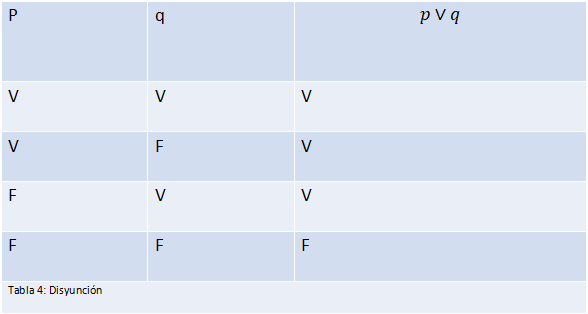 P q p ∨ q
V V V
V F V
F V V
F F F
Tabla 4: Disyunción